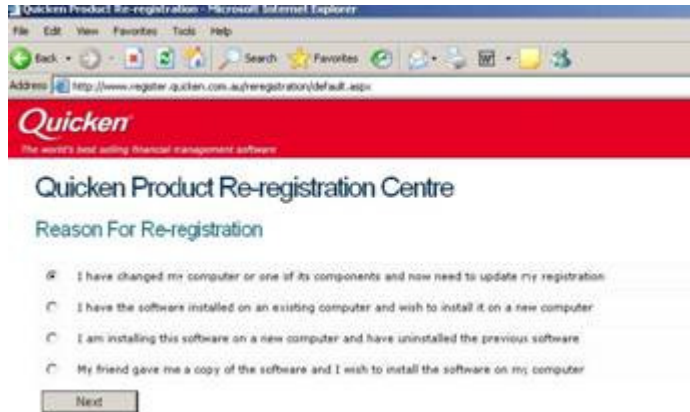 Quicken Product Re-registration - Microsoft Internet Explorer
File Edit View Favorites Tools Help
Back Search Favorites
Address http://www.register.quicken.com.au/reregistration/default.aspx
Quicken
The world's best selling financial management software
Quicken Product Re-registration Centre
Reason For Re-registration
I have changed my computer or one of its components and now need to update my registration
I have the software installed on an existing computer and wish to install it on a new computer
I am installing this software on a new computer and have uninstalled the previous software
My friend gave me a copy of the software and I wish to install the software on my computer
Next